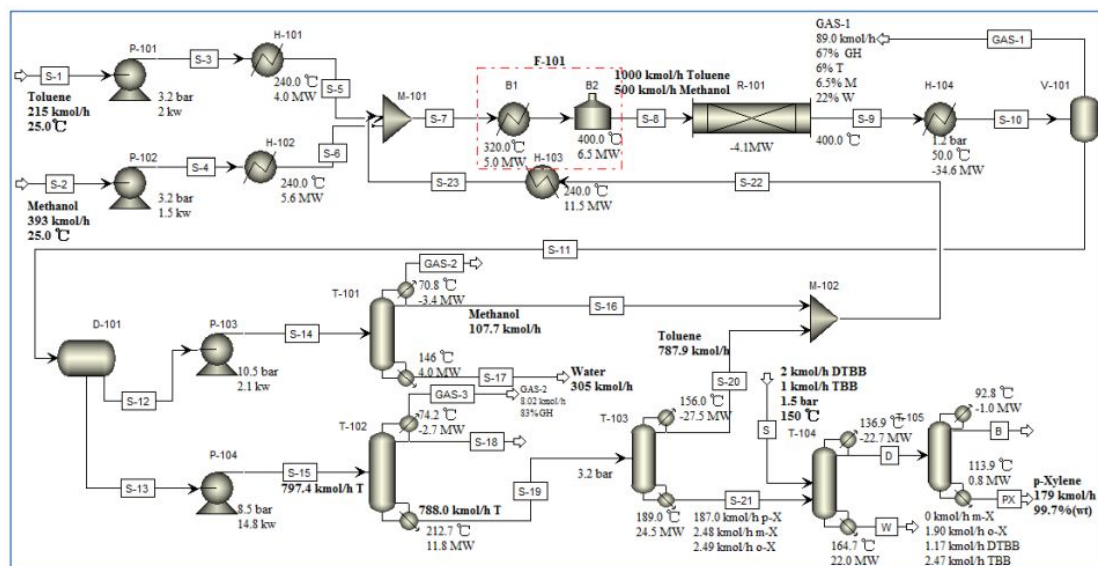 P-101
S-1
Toluene
215 kmol/h
25.0℃
3.2 bar
2 kw
S-3
H-101
240.0℃
4.0 MW
S-5
P-102
S-2
Methanol
393 kmol/h
25.0℃
3.2 bar
1.5 kw
S-4
H-102
240.0℃
5.6 MW
S-6
M-101
S-7
F-101
B1
320.0℃
5.0 MW
B2
400.0℃
6.5 MW
1000 kmol/h Toluene
500 kmol/h Methanol
S-8
R-101
-4.1MW
GAS-1
89.0 kmol/h
67% GH
6% T
6.5% M
22% W
S-9
400.0℃
H-104
1.2 bar
50.0℃
-34.6 MW
S-10
GAS-1
V-101
S-23
H-103
240.0℃
11.5 MW
S-22
S-11
D-101
S-12
S-13
P-103
10.5 bar
2.1 kw
S-14
T-101
GAS-2
70.8℃
-3.4 MW
S-16
Methanol
107.7 kmol/h
146℃
4.0 MW
S-17
Water
305 kmol/h
M-102
P-104
8.5 bar
14.8 kw
S-15
797.4 kmol/h T
T-102
GAS-3
74.2℃
-2.7 MW
GAS-2
8.02 kmol/h
83% GH
S-18
788.0 kmol/h T
212.7℃
11.8 MW
S-19
T-103
3.2 bar
156.0℃
-27.5 MW
Toluene
787.9 kmol/h
S-20
189.0℃
24.5 MW
S-21
187.0 kmol/h p-X
2.48 kmol/h m-X
2.49 kmol/h o-X
2 kmol/h DTBB
1 kmol/h TBB
1.5 bar
150℃
S
T-104
136.9℃
-22.7 MW
D
164.7℃
22.0 MW
W
0 kmol/h m-X
1.90 kmol/h o-X
1.17 kmol/h DTBB
2.47 kmol/h TBB
T-105
92.8℃
-1.0 MW
B
113.9℃
0.8 MW
PX
p-Xylene
179 kmol/h
99.7%(wt)